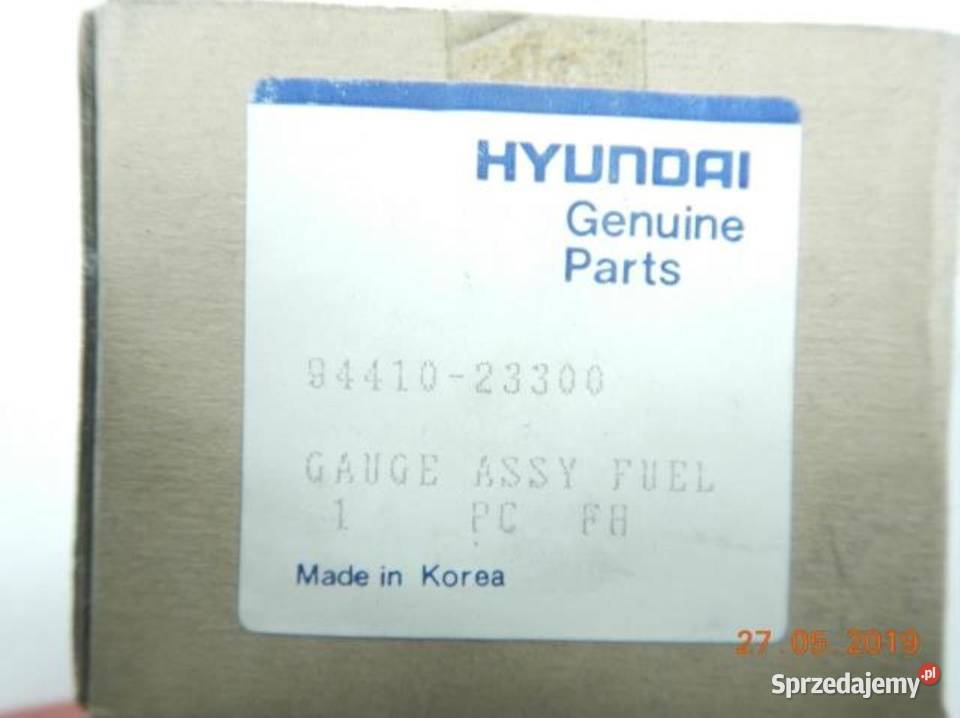 HYUNDAI
Genuine
Parts
94410-23300
GAUGE ASSY FUEL
1 PC FH
Made in Korea
27 05 2019
Sprzedajemy.pl